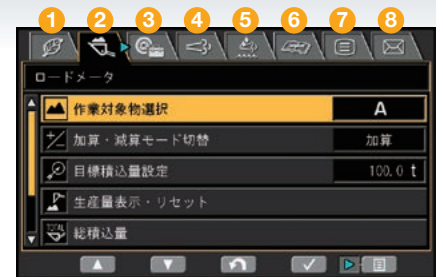 1 2 3 4 5 6 7 8
ロードメータ
作業対象物選択 A
加算・減算モード切替 加算
目標積込量設定 100.0 t
生産量表示・リセット
TOTAL 総積込量